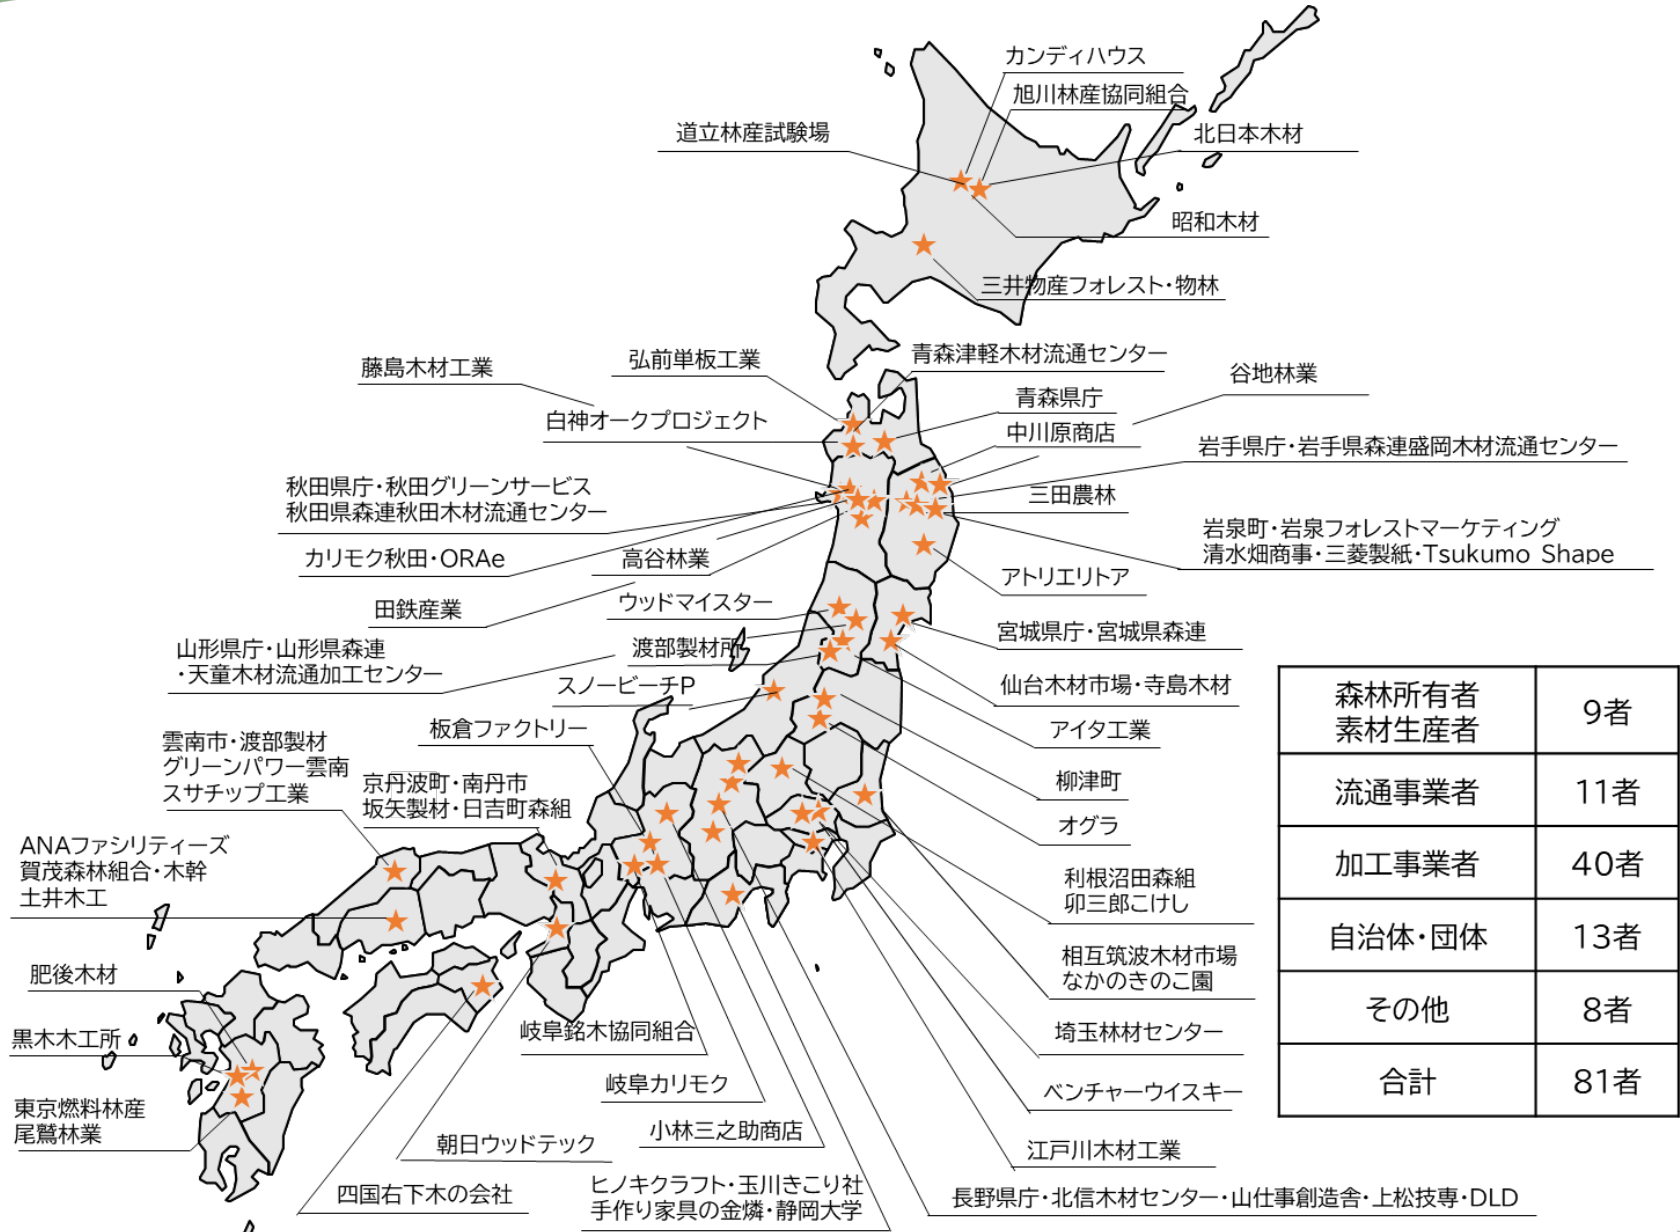 カンディハウス
旭川林産協同組合
道立林産試験場
北日本木材
昭和木材
三井物産フォレスト・物林
藤島木材工業
弘前単板工業
青森津軽木材流通センター
谷地林業
青森県庁
白神オークプロジェクト
中川原商店
岩手県庁・岩手県森連盛岡木材流通センター
秋田県庁・秋田グリーンサービス
秋田県森連秋田木材流通センター
三田農林
岩泉町・岩泉フォレストマーケティング
清水畑商事・三菱製紙・Tsukumo Shape
カリモク秋田・ORAe
高谷林業
アトリエリトア
田鉄産業
ウッドマイスター
宮城県庁・宮城県森連
山形県庁・山形県森連
・天童木材流通加工センター
渡部製材所
スノービーチP
仙台木材市場・寺島木材
アイタ工業
板倉ファクトリー
雲南市・渡部製材
グリーンパワー雲南
スサチップ工業
京丹波町・南丹市
坂矢製材・日吉町森組
柳津町
オグラ
ANAファシリティーズ
賀茂森林組合・木幹
土井木工
利根沼田森組
卯三郎こけし
相互筑波木材市場
なかのきのこ園
肥後木材
黒木木工所
岐阜銘木協同組合
埼玉林材センター
岐阜カリモク
ベンチャーウイスキー
東京燃料林産
尾鷲林業
朝日ウッドテック
小林三之助商店
江戸川木材工業
四国右下木の会社
ヒノキクラフト・玉川きこり社
手作り家具の金燐・静岡大学
長野県庁・北信木材センター・山仕事創造舎・上松技専・DLD
森林所有者
素材生産者 9者
流通事業者 11者
加工事業者 40者
自治体・団体 13者
その他 8者
合計 81者